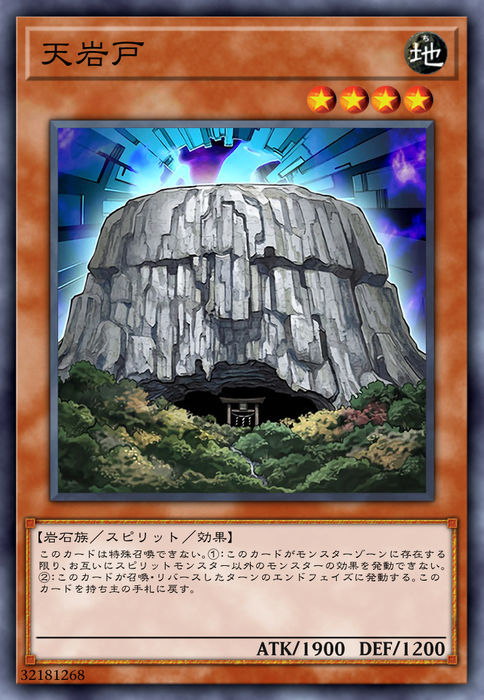 天岩戸
ち
地
【岩石族／スピリット／効果】
このカードは特殊召喚できない。①：このカードがモンスターゾーンに存在する
限り、お互いにスピリットモンスター以外のモンスターの効果を発動できない。
②：このカードが召喚・リバースしたターンのエンドフェイズに発動する。この
カードを持ち主の手札に戻す。
ATK/1900 DEF/1200
32181268